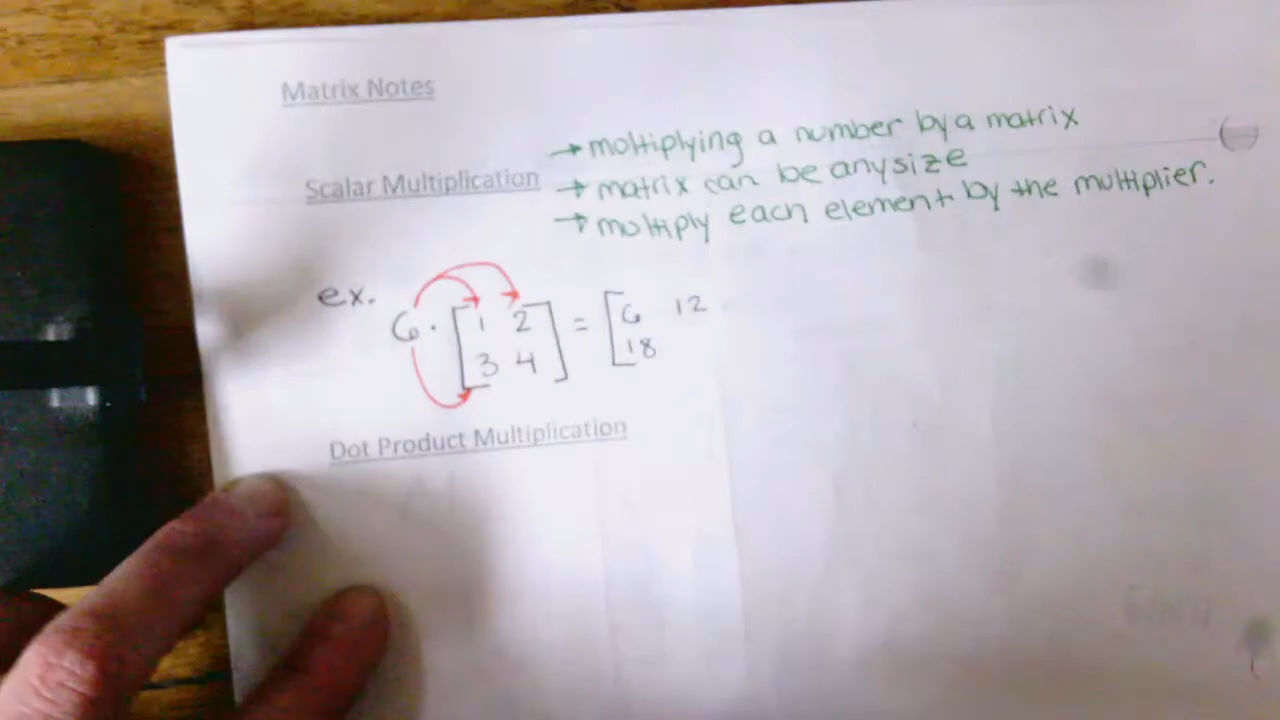 Matrix Notes
→ moltiplying a number by a matrix
Scalar Multiplication
→ matrix can be any size
→ multiply each element by the multiplier.
ex.
6 · [1 2] = [6 12
3 4 18
Dot Product Multiplication